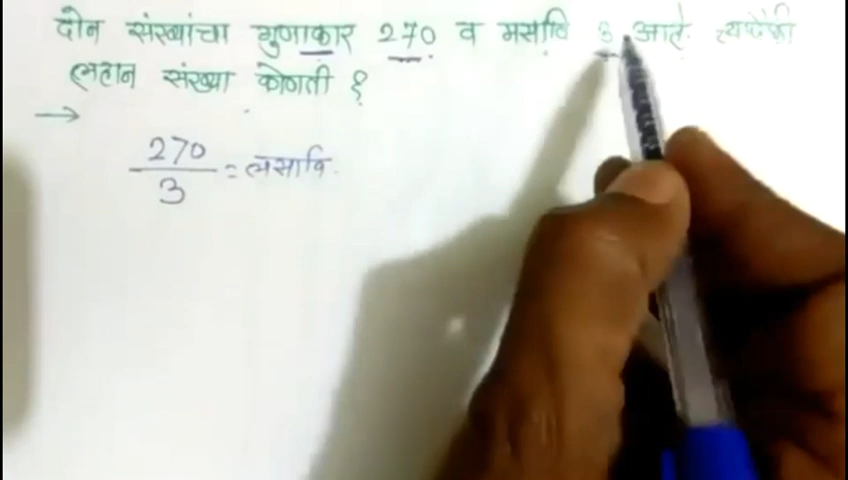 दोन संख्यांचा गुणाकार 270 व मसावि 3 आहे. त्यापैकी
लहान संख्या कोणती ?
→
270
3
= लसावि.